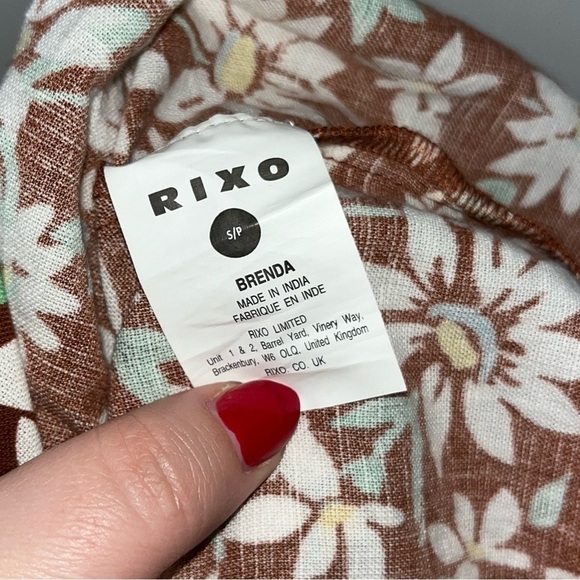 RIXO
S/P
BRENDA
MADE IN INDIA
FABRIQUE EN INDE
RIXO LIMITED
Unit 1 & 2, Barrel Yard, Vinery Way,
Brackenbury, W6 OLQ. United Kingdom
RIXO. CO. UK